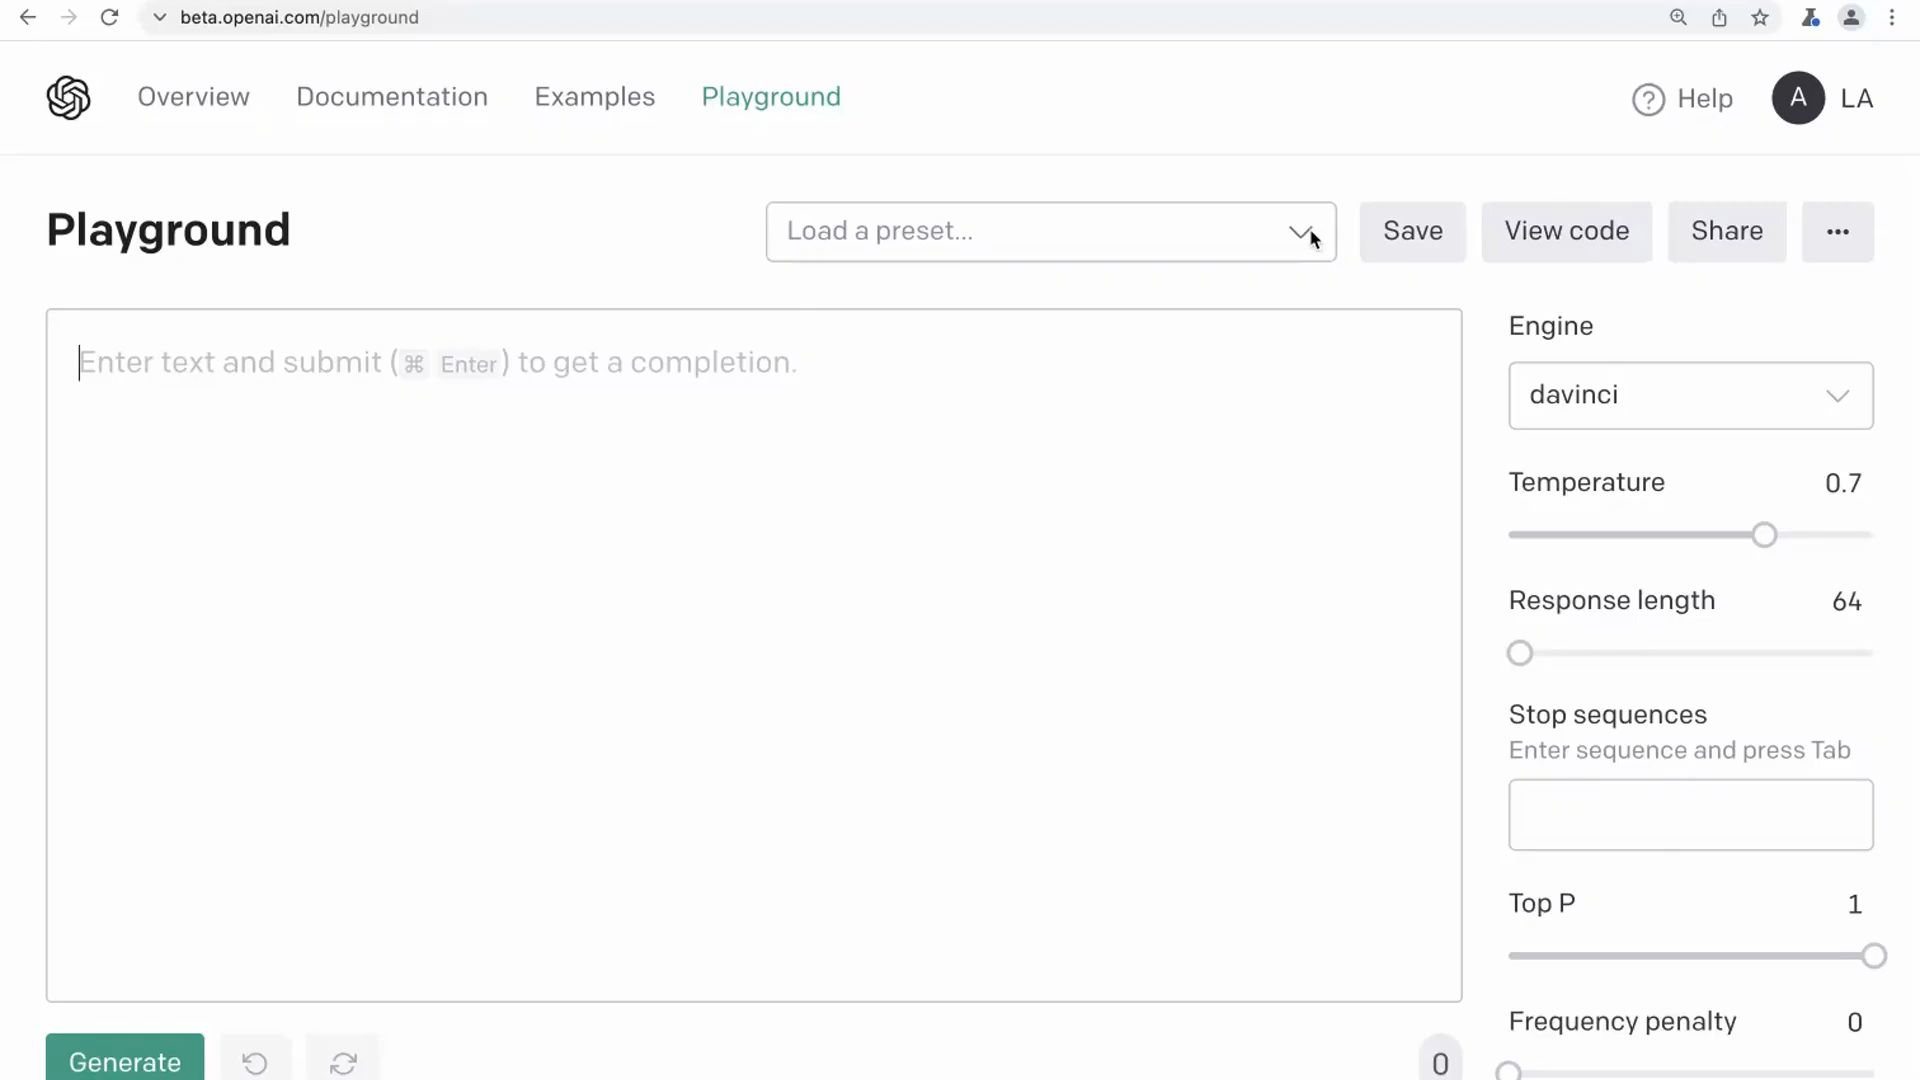 beta.openai.com/playground
Overview Documentation Examples Playground Help A LA
Playground Load a preset... Save View code Share ...
Enter text and submit (⌘ Enter) to get a completion.
Engine
davinci
Temperature 0.7
Response length 64
Stop sequences
Enter sequence and press Tab
Top P 1
Frequency penalty 0
Generate 0